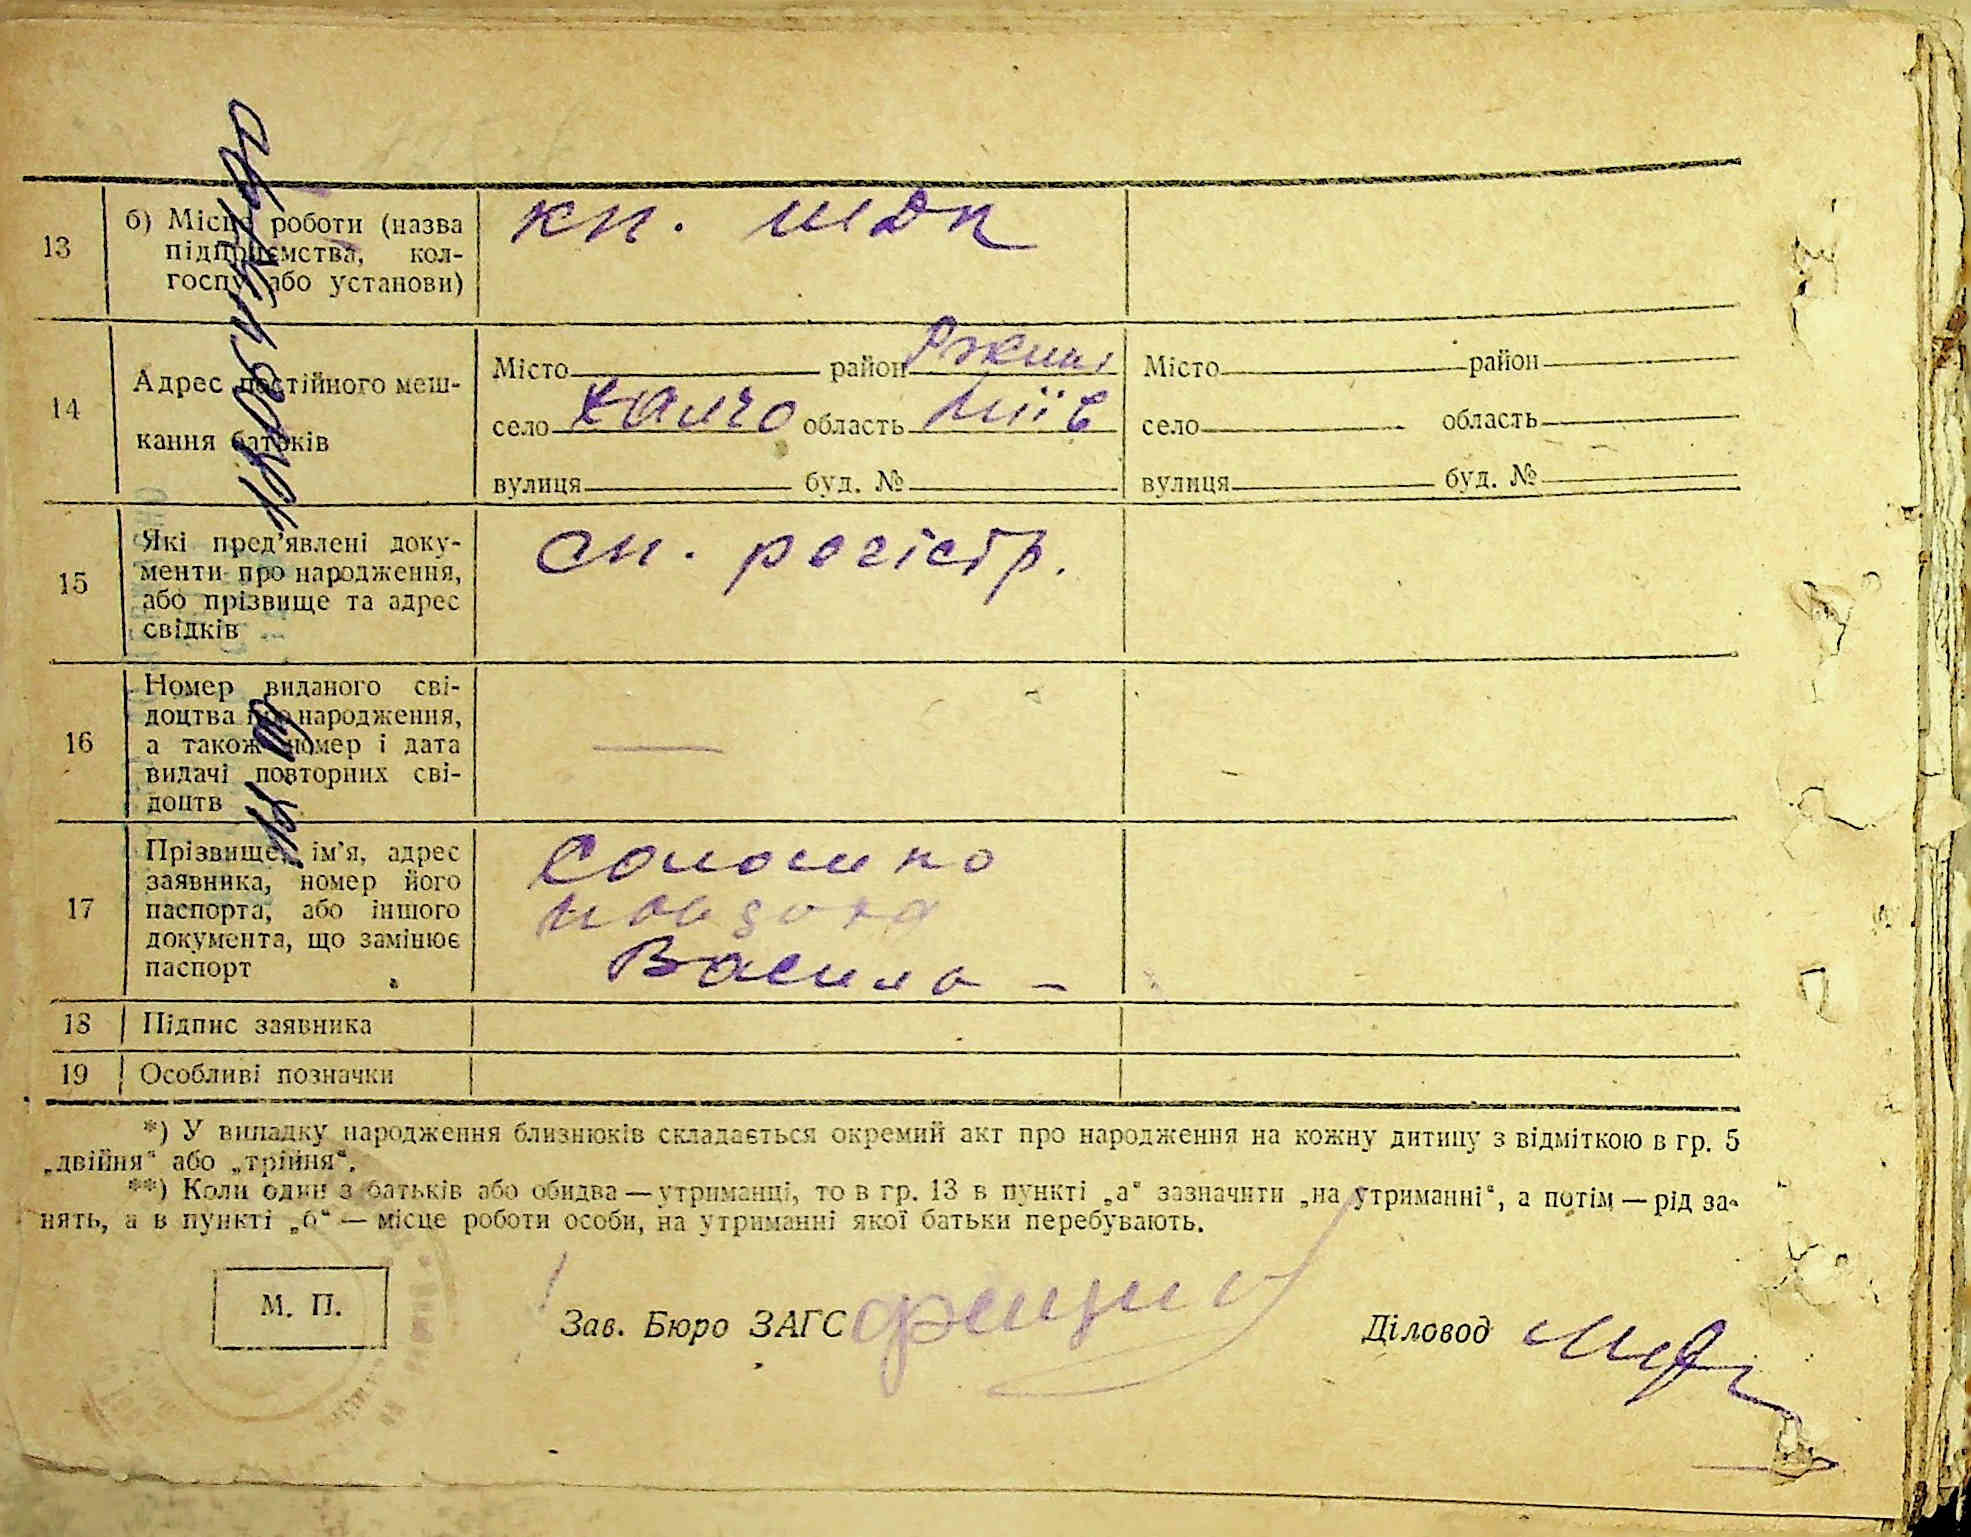 13
б) Місце роботи (назва
підприємства, кол-
госпу або установи)
кп. шдк
14
Адрес постійного меш-
кання батьків
Місто район Ржищ
село область Київ
вулиця буд. №
Місто район
село область
вулиця буд. №
15
Які пред'явлені доку-
менти про народження,
або прізвище та адрес
свідків
сп. регістр.
16
Номер виданого сві-
доцтва про народження,
а також номер і дата
видачі повторних сві-
доцтв
—
17
Прізвище, ім'я, адрес
заявника, номер його
паспорта, або іншого
документа, що замінює
паспорт
Соломко
Василь -
18 Підпис заявника
19 Особливі позначки
*) У випадку народження близнюків складається окремий акт про народження на кожну дитину з відміткою в гр. 5
„двійня“ або „трійня“.
**) Коли один з батьків або обидва — утриманці, то в гр. 13 в пункті „а“ зазначити „на утриманні“, а потім — рід за-
нять, а в пункті „б“ — місце роботи особи, на утриманні якої батьки перебувають.
М. П.
Зав. Бюро ЗАГС
Діловод